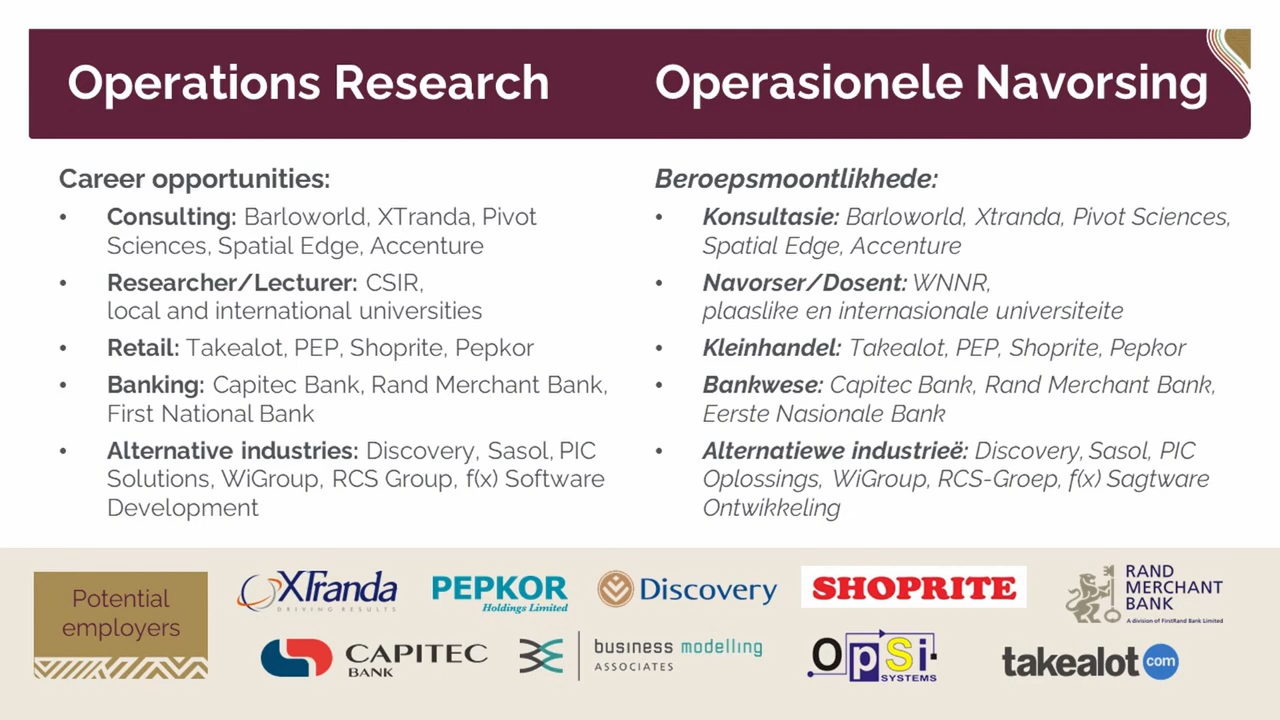 Operations Research
Operasionele Navorsing
Career opportunities:
• Consulting: Barloworld, XTranda, Pivot
Sciences, Spatial Edge, Accenture
• Researcher/Lecturer: CSIR,
local and international universities
• Retail: Takealot, PEP, Shoprite, Pepkor
• Banking: Capitec Bank, Rand Merchant Bank,
First National Bank
• Alternative industries: Discovery, Sasol, PIC
Solutions, WiGroup, RCS Group, f(x) Software
Development
Beroepsmoontlikhede:
• Konsultasie: Barloworld, Xtranda, Pivot Sciences,
Spatial Edge, Accenture
• Navorser/Dosent: WNNR,
plaaslike en internasionale universiteite
• Kleinhandel: Takealot, PEP, Shoprite, Pepkor
• Bankwese: Capitec Bank, Rand Merchant Bank,
Eerste Nasionale Bank
• Alternatiewe industrieë: Discovery, Sasol, PIC
Oplossings, WiGroup, RCS-Groep, f(x) Sagtware
Ontwikkeling
Potential
employers
XTranda
DRIVING RESULTS
PEPKOR
Holdings Limited
Discovery
SHOPRITE
RAND
MERCHANT
BANK
A division of FirstRand Bank Limited
CAPITEC
BANK
business modelling
ASSOCIATES
OpSi
SYSTEMS
takealot com